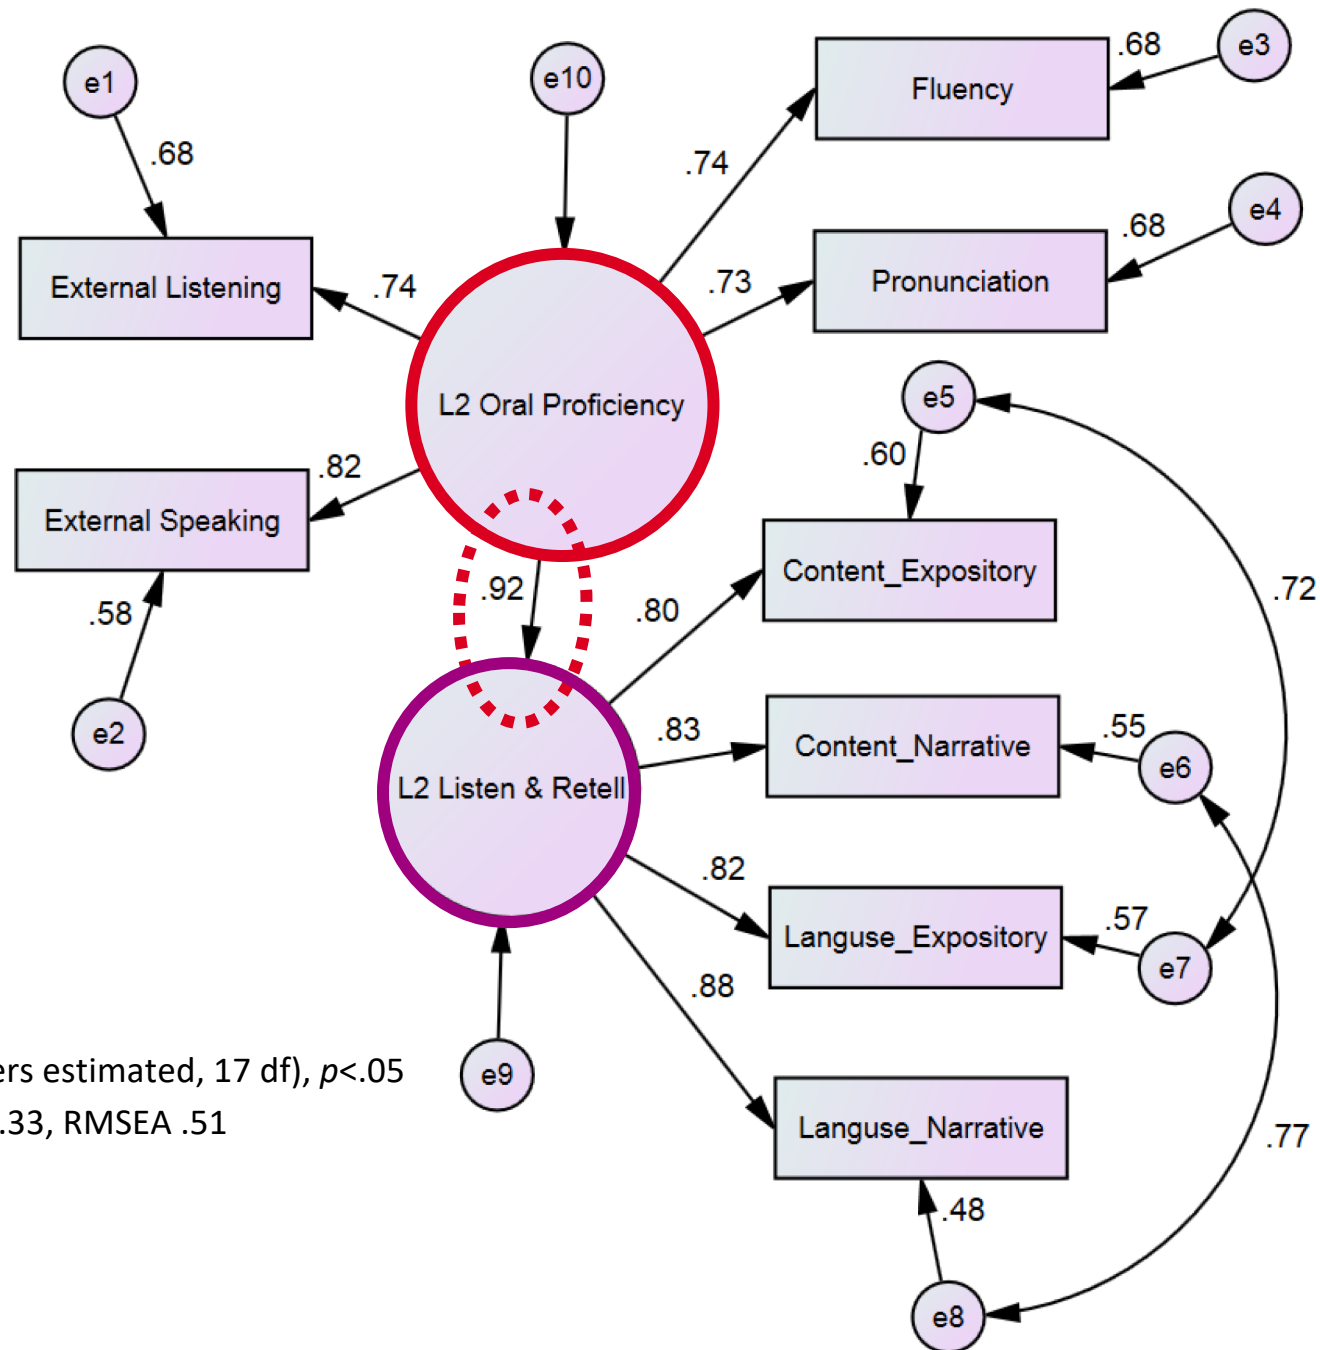 e1
e10
Fluency
.68
e3
.68
.74
e4
.68
External Listening
.74
.73
Pronunciation
L2 Oral Proficiency
e5
.60
.82
External Speaking
Content_Expository
.92
.80
.72
.58
e2
.83
Content_Narrative
.55
e6
L2 Listen & Retell
.82
Languse_Expository
.57
e7
.88
e9
ers estimated, 17 df), p<.05
.33, RMSEA .51
Languse_Narrative
.77
.48
e8